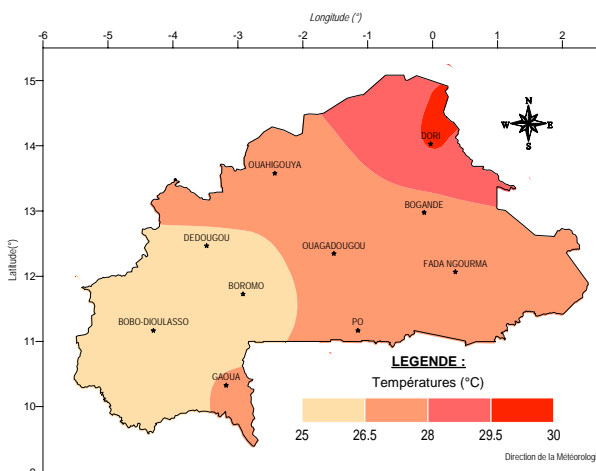 Longitude (°)
-6 -5 -4 -3 -2 -1 0 1 2
15
14
13
12
11
10
9
Latitude(°)
N
W E
S
DORI
OUAHIGOUYA
BOGANDE
DEDOUGOU
OUAGADOUGOU
FADA NGOURMA
BOROMO
BOBO-DIOULASSO
PO
GAOUA
LEGENDE :
Températures (°C)
25 26.5 28 29.5 30
Direction de la Météorologi